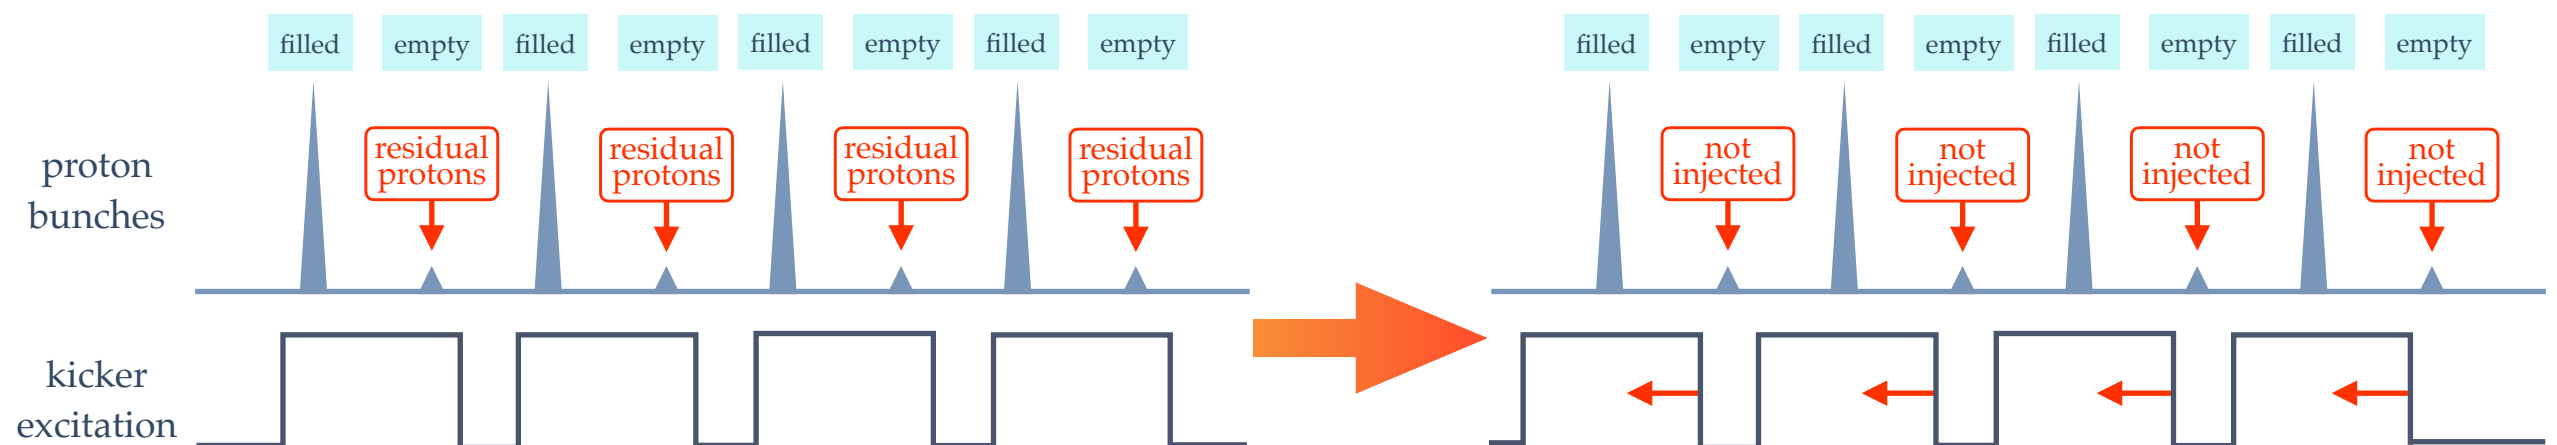 filled empty filled empty filled empty filled empty
filled empty filled empty filled empty filled empty
proton
bunches
residual
protons
residual
protons
residual
protons
residual
protons
not
injected
not
injected
not
injected
not
injected
kicker
excitation